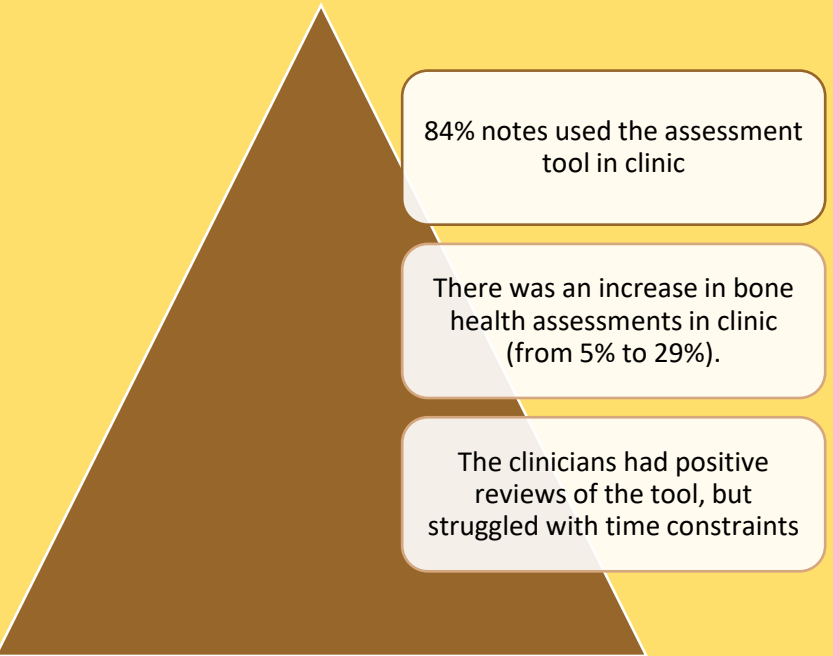 84% notes used the assessment
tool in clinic
There was an increase in bone
health assessments in clinic
(from 5% to 29%).
The clinicians had positive
reviews of the tool, but
struggled with time constraints